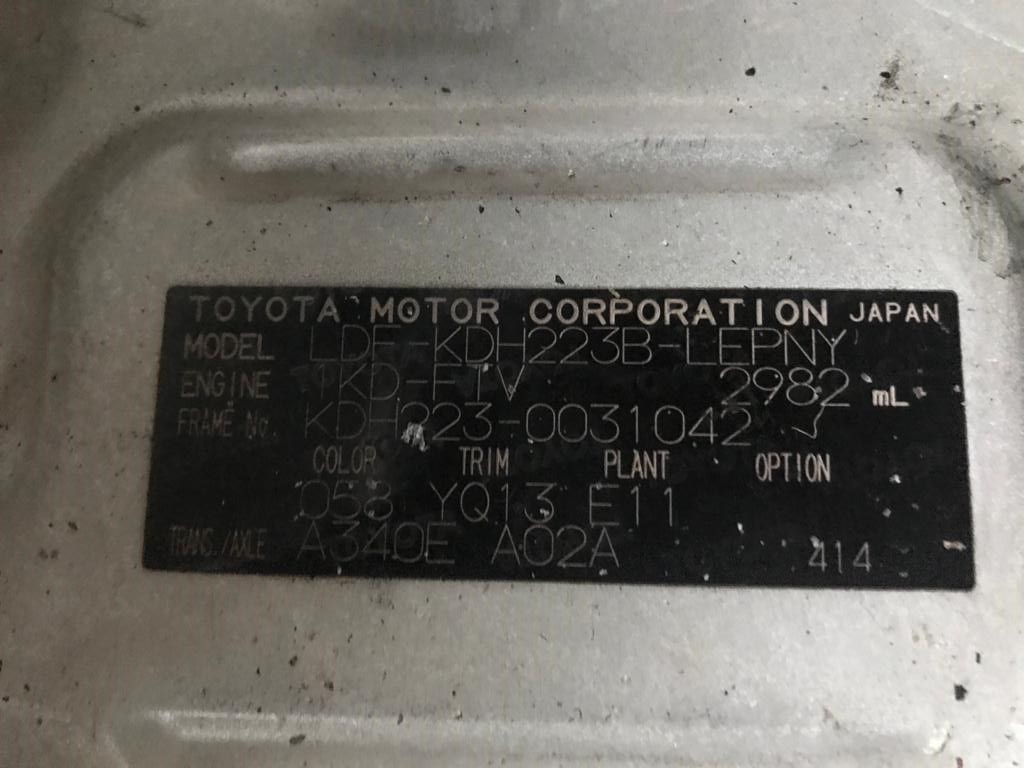 TOYOTA MOTOR CORPORATION JAPAN
MODEL LDF-KDH223B-LEPNY
ENGINE 1KD-FTV 2982 mL
FRAME No. KDH223-0031042
COLOR TRIM PLANT OPTION
058 YQ13 E11
TRANS./AXLE A340E A02A 414